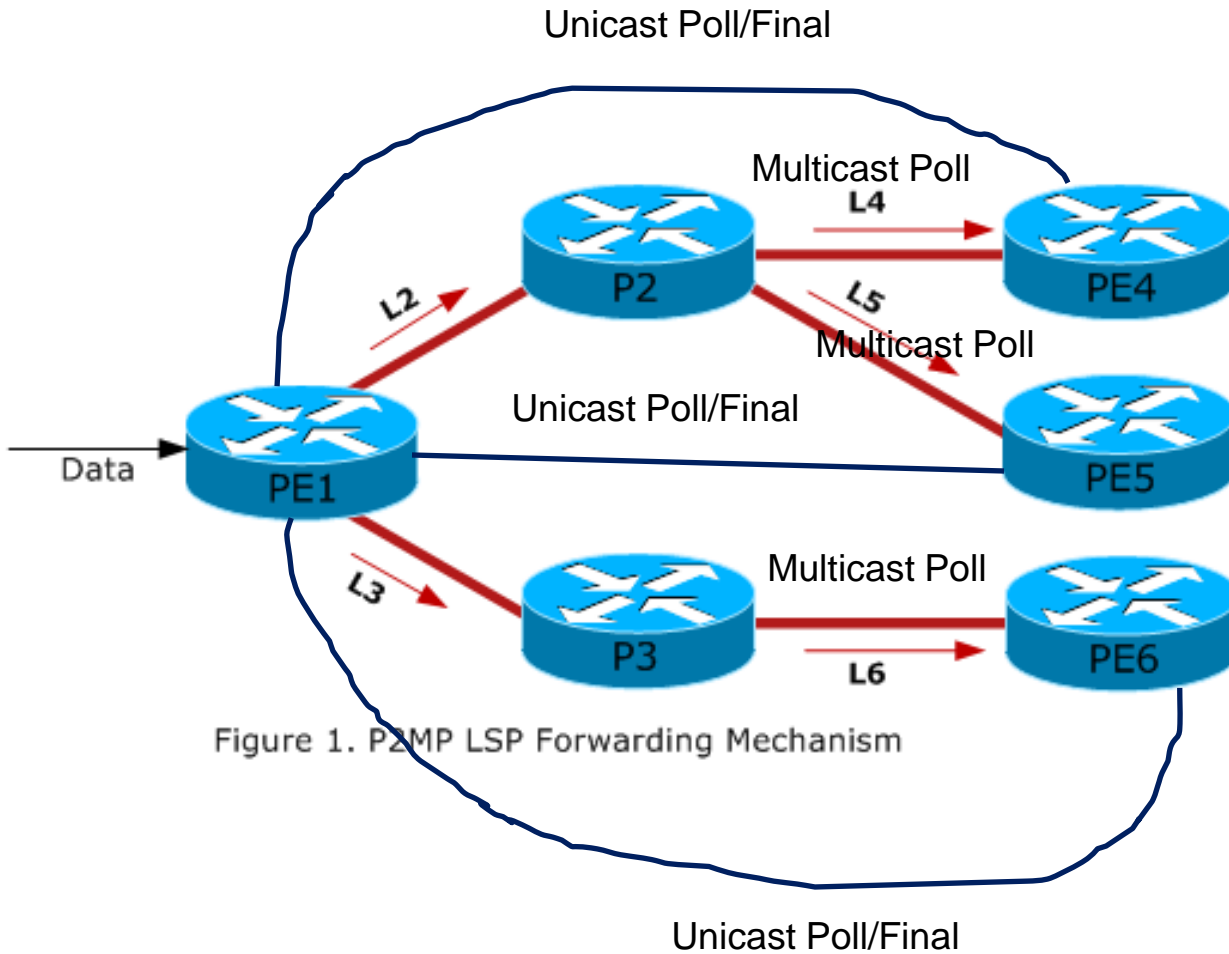 Unicast Poll/Final
Multicast Poll
L4
P2
PE4
L2
L5
Multicast Poll
Unicast Poll/Final
Data
PE1
PE5
Multicast Poll
L3
P3
PE6
L6
Figure 1. P2MP LSP Forwarding Mechanism
Unicast Poll/Final